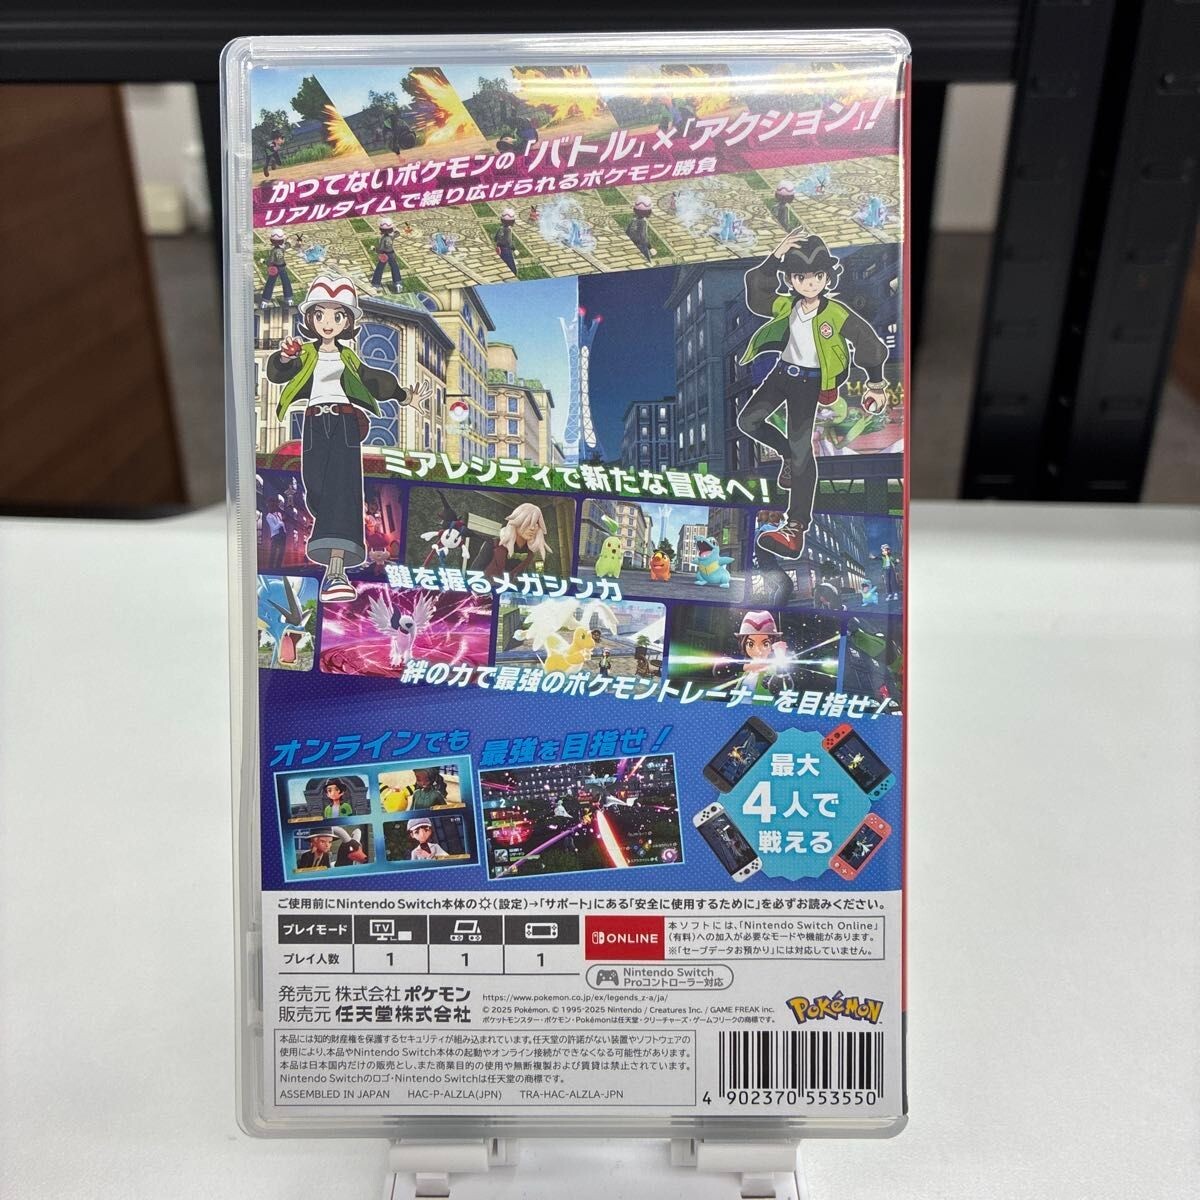 かつてないポケモンの「バトル」×「アクション」!
リアルタイムで繰り広げられるポケモン勝負
ミアレシティで新たな冒険へ!
鍵を握るメガシンカ
絆の力で最強のポケモントレーナーを目指せ!
オンラインでも 最強を目指せ!
最大
4人で
戦える
ご使用前にNintendo Switch本体の(設定)→「サポート」にある「安全に使用するために」を必ずお読みください。
プレイモード TV
プレイ人数 1 1 1
ONLINE
本ソフトには、「Nintendo Switch Online」
(有料)への加入が必要なモードや機能があります。
※「セーブデータお預かり」には対応していません。
Nintendo Switch
Proコントローラー対応
発売元 株式会社ポケモン
販売元 任天堂株式会社
https://www.pokemon.co.jp/ex/legends_z-a/ja/
© 2025 Pokémon. © 1995-2025 Nintendo / Creatures Inc. / GAME FREAK inc.
ポケットモンスター・ポケモン・Pokémonは任天堂・クリーチャーズ・ゲームフリークの商標です。
POKéMON
本品には知的財産権を保護するセキュリティが組み込まれています。任天堂の許諾がない装置やソフトウェアの
使用により、本品やNintendo Switch本体の起動やオンライン接続ができなくなる可能性があります。
本品は日本国内だけの販売とし、また商業目的の使用や無断複製および賃貸は禁止されています。
Nintendo Switchのロゴ・Nintendo Switchは任天堂の商標です。
ASSEMBLED IN JAPAN HAC-P-ALZLA(JPN) TRA-HAC-ALZLA-JPN
4 902370 553550